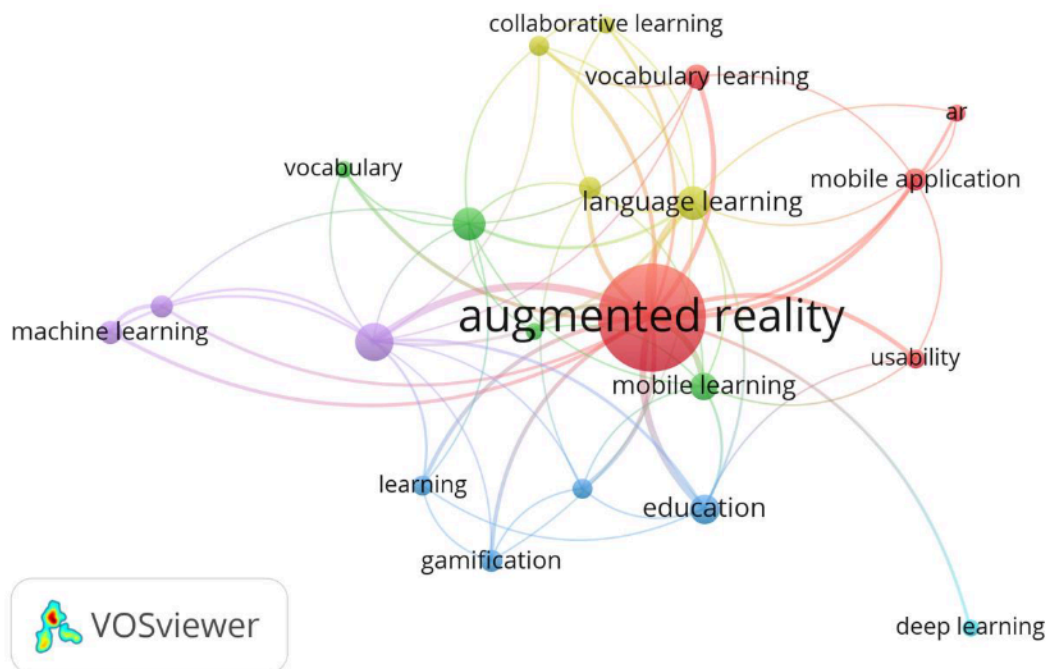 collaborative learning
vocabulary learning
ar
vocabulary
mobile application
language learning
augmented reality
machine learning
usability
mobile learning
learning
education
gamification
VOSviewer
deep learning